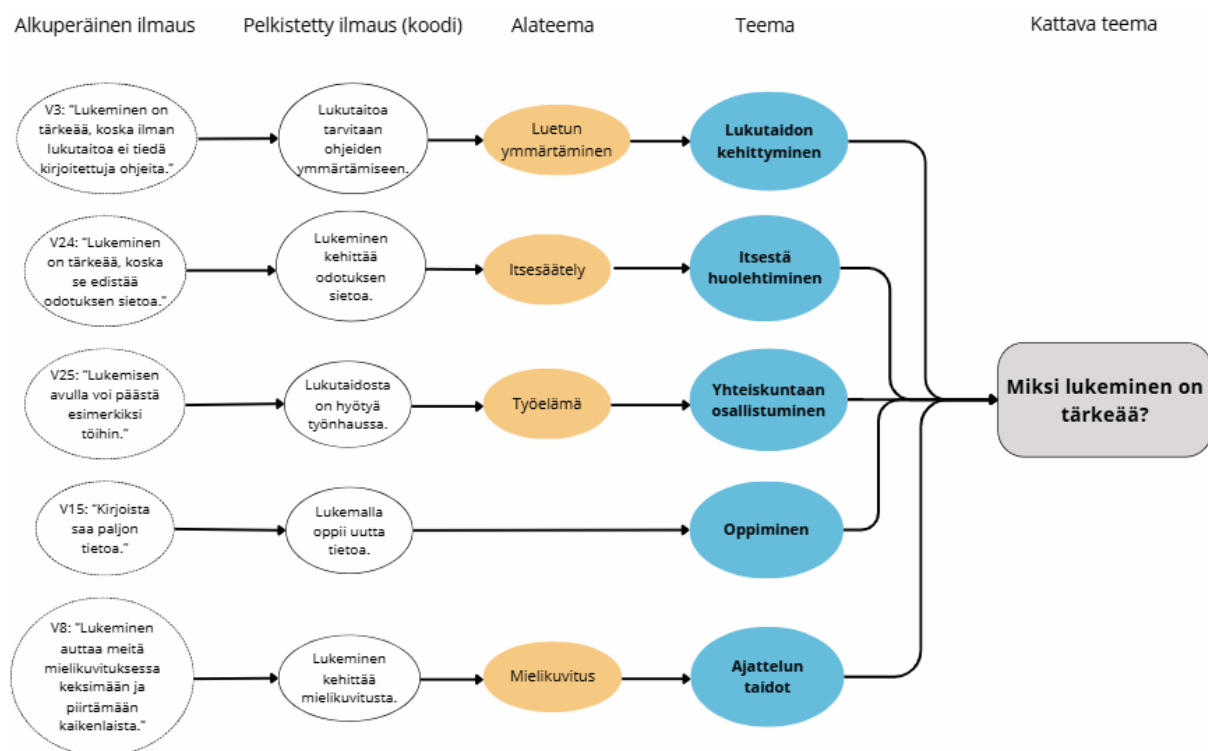 Alkuperäinen ilmaus
Pelkistetty ilmaus (koodi)
Alateema
Teema
Kattava teema
V3: “Lukeminen on
tärkeää, koska ilman
lukutaitoa ei tiedä
kirjoitettuja ohjeita.”
Lukutaitoa
tarvitaan
ohjeiden
ymmärtämiseen.
Luetun
ymmärtäminen
Lukutaidon
kehittyminen
V24: “Lukeminen
on tärkeää, koska
se edistää
odotuksen sietoa.”
Lukeminen
kehittää
odotuksen
sietoa.
Itsesäätely
Itsestä
huolehtiminen
V25: “Lukemisen
avulla voi päästä
esimerkiksi
töihin.”
Lukutaidosta
on hyötyä
työnhaussa.
Työelämä
Yhteiskuntaan
osallistuminen
Miksi lukeminen on
tärkeää?
V15: “Kirjoista
saa paljon
tietoa.”
Lukemalla
oppii uutta
tietoa.
Oppiminen
V8: “Lukeminen
auttaa meitä
mielikuvituksessa
keksimään ja
piirtämään
kaikenlaista.”
Lukeminen
kehittää
mielikuvitusta.
Mielikuvitus
Ajattelun
taidot